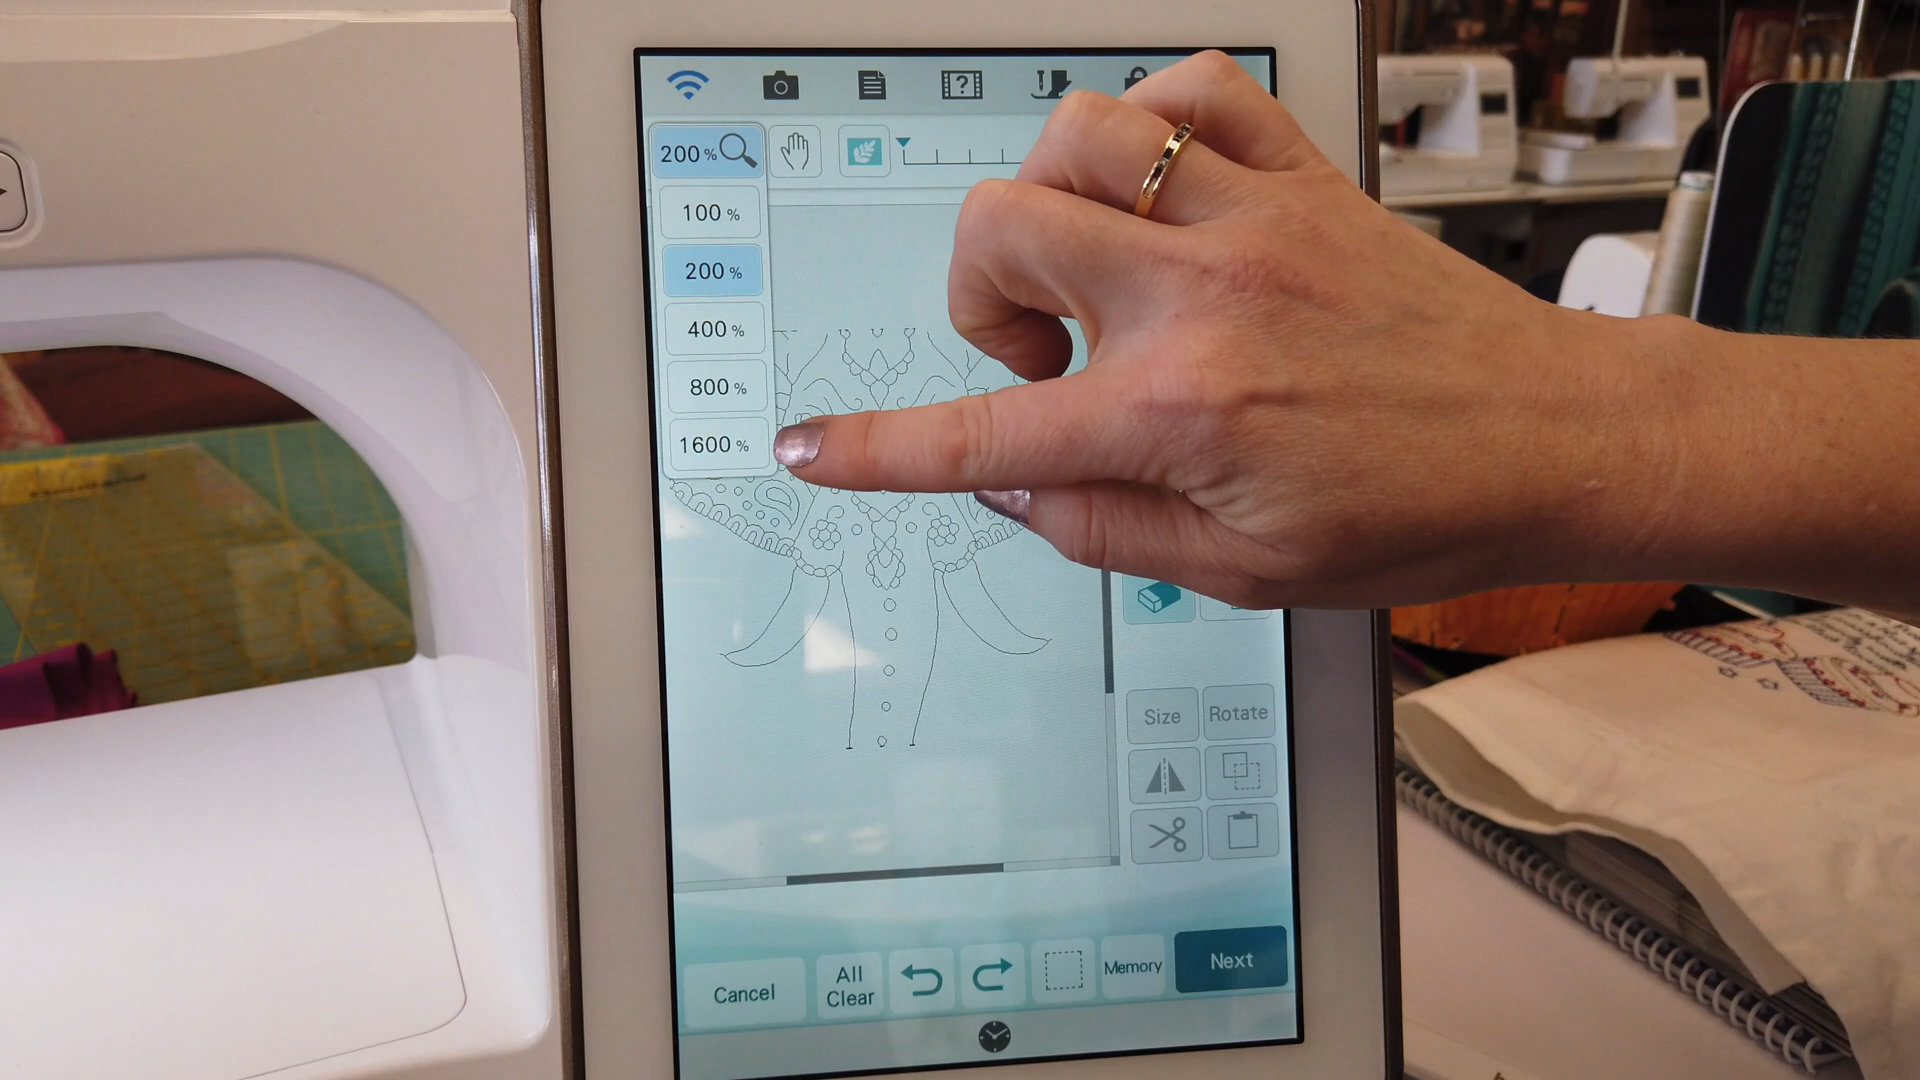 ?
200 %
100 %
200 %
400 %
800 %
1600 %
Size
Rotate
Cancel
All
Clear
Memory
Next